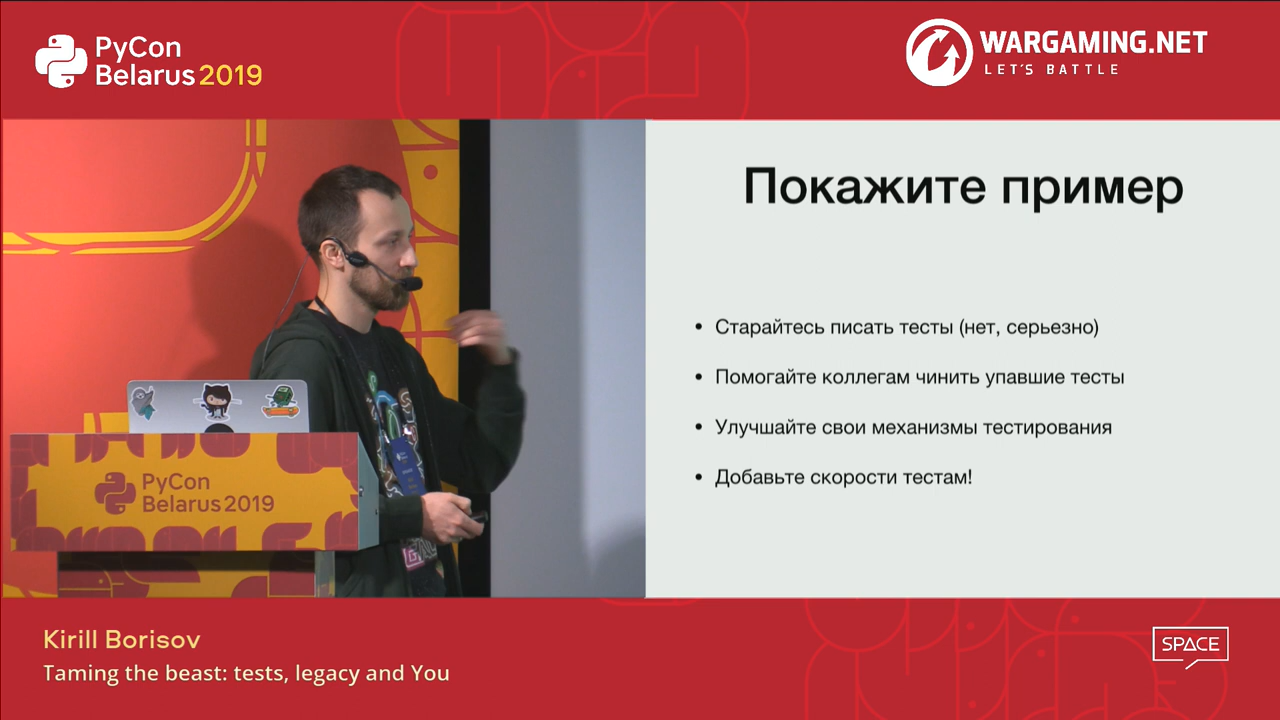 PyCon
Belarus 2019
WARGAMING.NET
LET'S BATTLE
Покажите пример
• Старайтесь писать тесты (нет, серьезно)
• Помогайте коллегам чинить упавшие тесты
• Улучшайте свои механизмы тестирования
• Добавьте скорости тестам!
PyCon
Belarus 2019
Kirill Borisov
Taming the beast: tests, legacy and You
SPACE